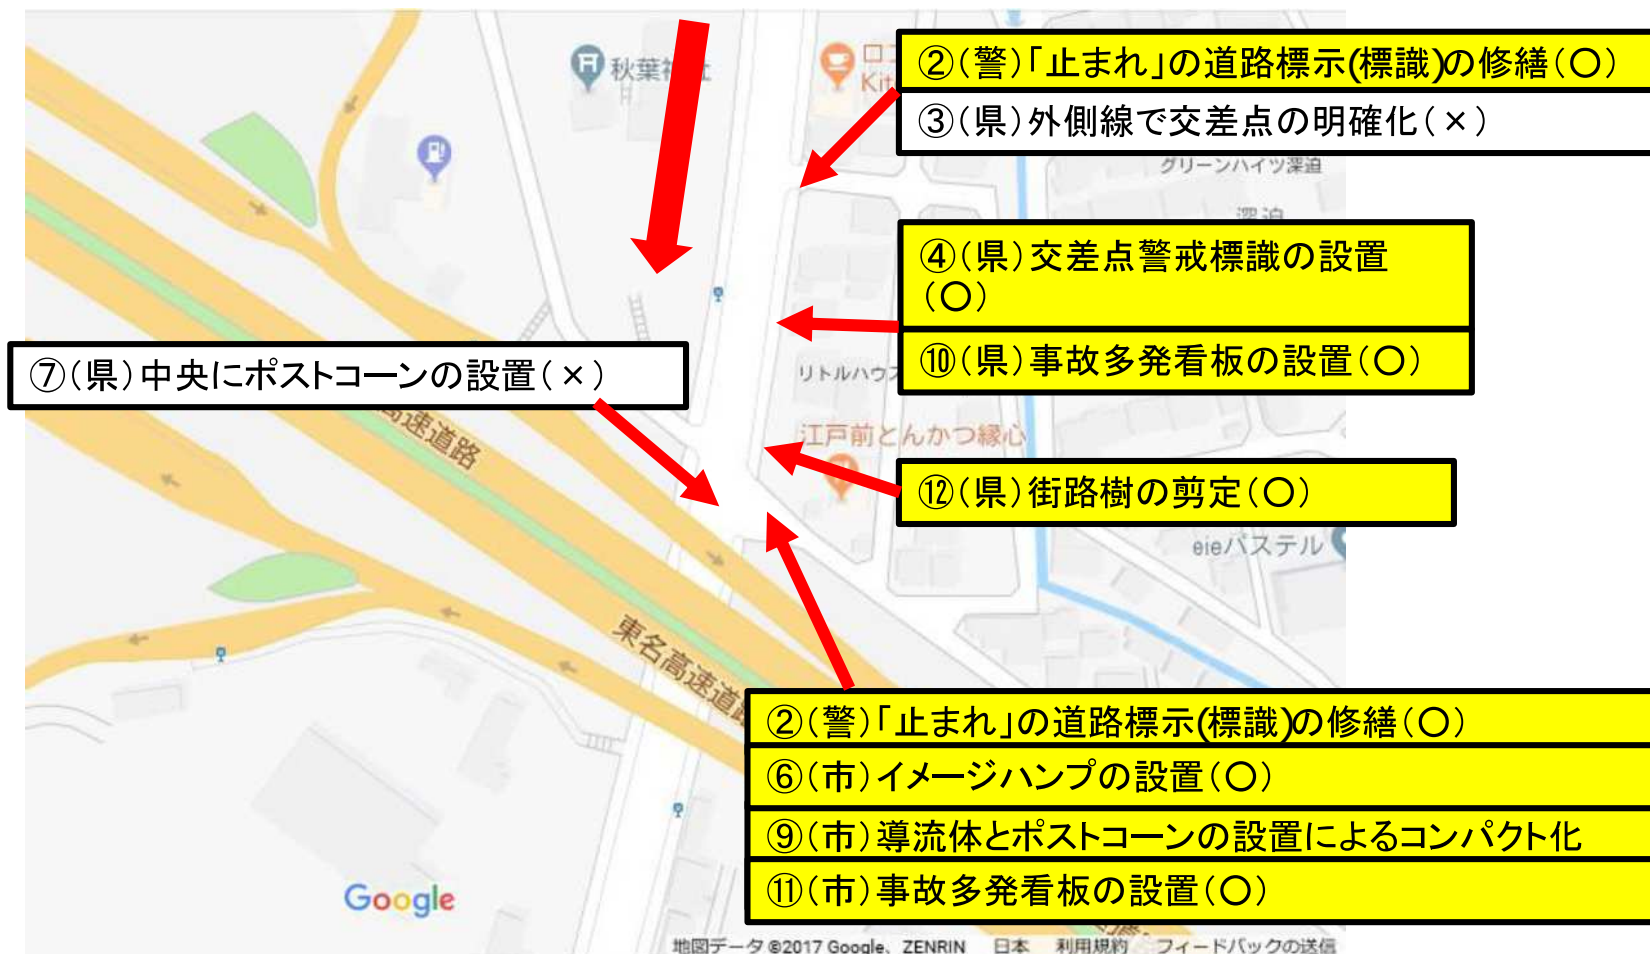 秋葉
ロコ
Kit
②(警)「止まれ」の道路標示(標識)の修繕(〇)
③(県)外側線で交差点の明確化(×)
グリーンハイツ深迫
深迫
④(県)交差点警戒標識の設置
(〇)
⑩(県)事故多発看板の設置(〇)
⑦(県)中央にポストコーンの設置(×)
リトルハウス
高速道路
江戸前とんかつ縁心
⑫(県)街路樹の剪定(〇)
eieパステル
東名高速道路
②(警)「止まれ」の道路標示(標識)の修繕(〇)
⑥(市)イメージハンプの設置(〇)
⑨(市)導流体とポストコーンの設置によるコンパクト化
⑪(市)事故多発看板の設置(〇)
Google
地図データ ©2017 Google、ZENRIN 日本 利用規約 フィードバックの送信